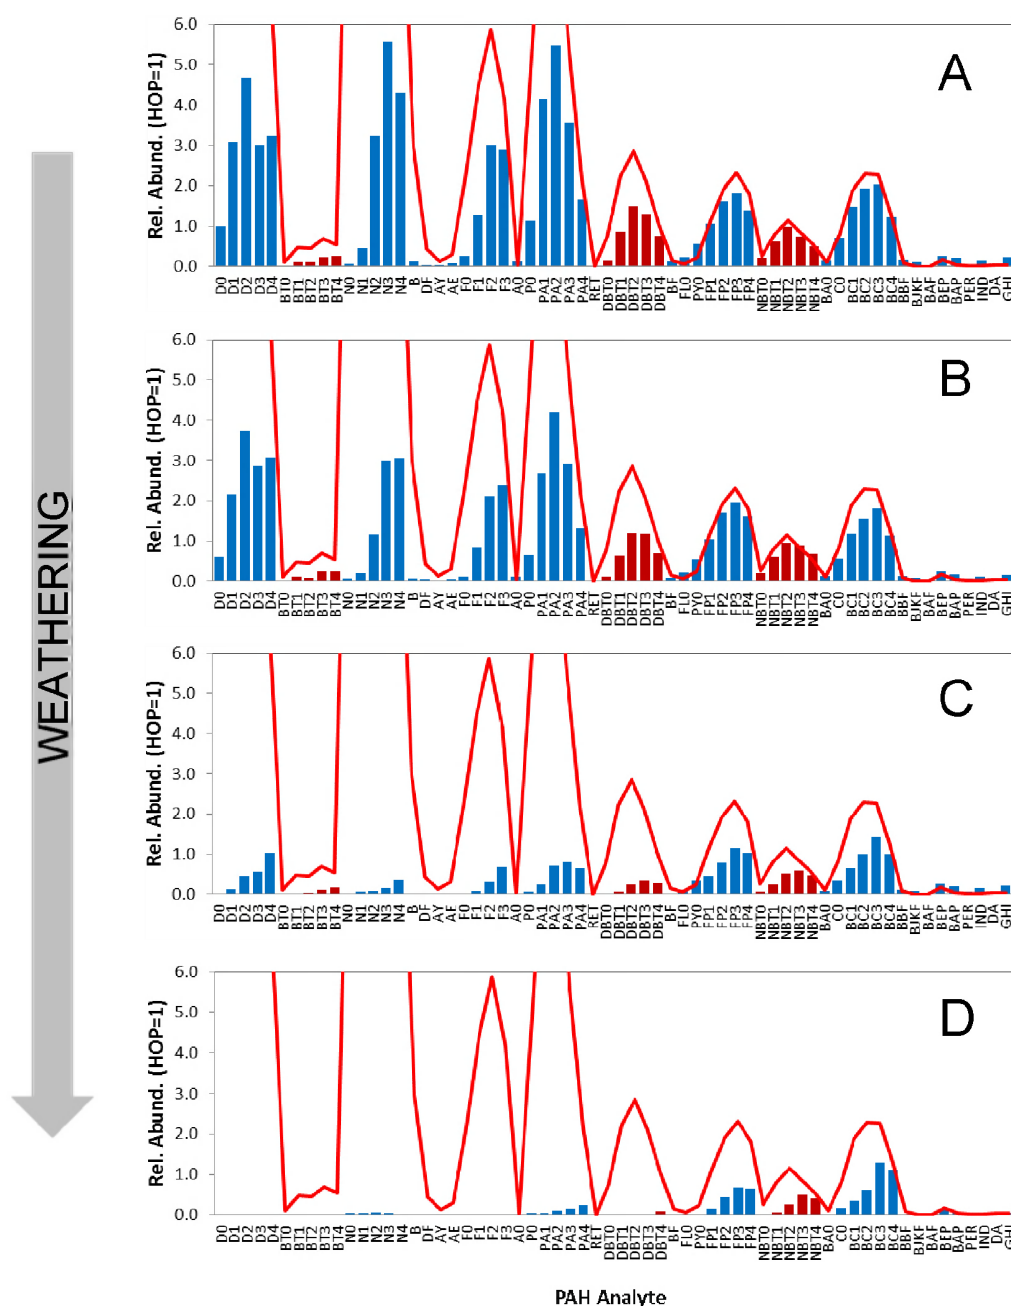 WEATHERING
A
Rel. Abund. (HOP=1)
6.0
5.0
4.0
3.0
2.0
1.0
0.0
D0 D1 D2 D3 D4 BT0 BT1 BT2 BT3 BT4 N0 N1 N2 N3 N4 B DF AY AE F0 F1 F2 F3 A0 P0 PA1 PA2 PA3 PA4 RET DBT0 DBT1 DBT2 DBT3 DBT4 BF FL0 PY0 FP1 FP2 FP3 FP4 NBT0 NBT1 NBT2 NBT3 NBT4 BA0 C0 BC1 BC2 BC3 BC4 BBF BJKF BAF BEP BAP PER IND DA GHI
B
Rel. Abund. (HOP=1)
6.0
5.0
4.0
3.0
2.0
1.0
0.0
D0 D1 D2 D3 D4 BT0 BT1 BT2 BT3 BT4 N0 N1 N2 N3 N4 B DF AY AE F0 F1 F2 F3 A0 P0 PA1 PA2 PA3 PA4 RET DBT0 DBT1 DBT2 DBT3 DBT4 BF FL0 PY0 FP1 FP2 FP3 FP4 NBT0 NBT1 NBT2 NBT3 NBT4 BA0 C0 BC1 BC2 BC3 BC4 BBF BJKF BAF BEP BAP PER IND DA GHI
C
Rel. Abund. (HOP=1)
6.0
5.0
4.0
3.0
2.0
1.0
0.0
D0 D1 D2 D3 D4 BT0 BT1 BT2 BT3 BT4 N0 N1 N2 N3 N4 B DF AY AE F0 F1 F2 F3 A0 P0 PA1 PA2 PA3 PA4 RET DBT0 DBT1 DBT2 DBT3 DBT4 BF FL0 PY0 FP1 FP2 FP3 FP4 NBT0 NBT1 NBT2 NBT3 NBT4 BA0 C0 BC1 BC2 BC3 BC4 BBF BJKF BAF BEP BAP PER IND DA GHI
D
Rel. Abund. (HOP=1)
6.0
5.0
4.0
3.0
2.0
1.0
0.0
D0 D1 D2 D3 D4 BT0 BT1 BT2 BT3 BT4 N0 N1 N2 N3 N4 B DF AY AE F0 F1 F2 F3 A0 P0 PA1 PA2 PA3 PA4 RET DBT0 DBT1 DBT2 DBT3 DBT4 BF FL0 PY0 FP1 FP2 FP3 FP4 NBT0 NBT1 NBT2 NBT3 NBT4 BA0 C0 BC1 BC2 BC3 BC4 BBF BJKF BAF BEP BAP PER IND DA GHI
PAH Analyte